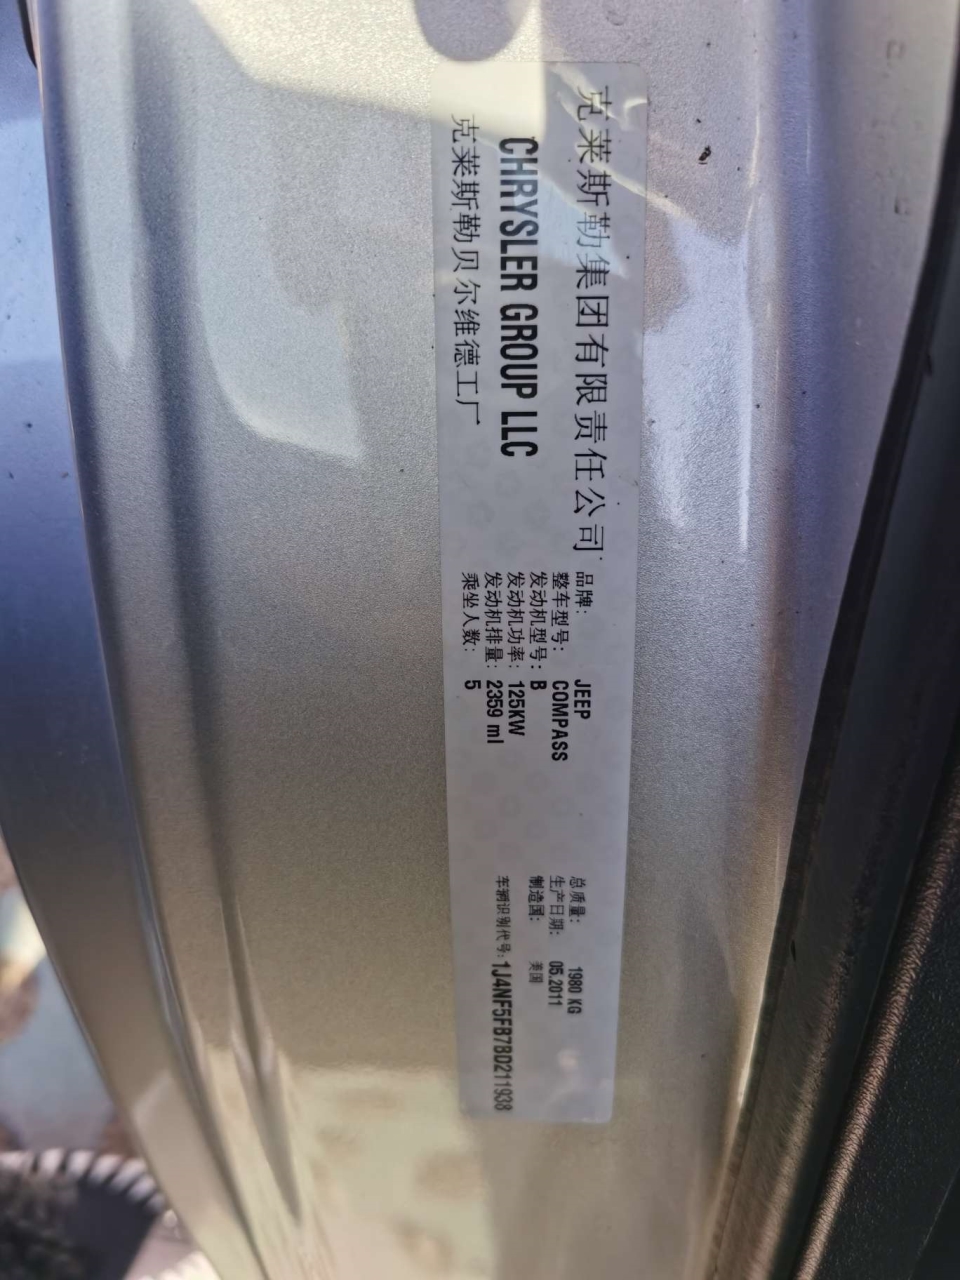 克莱斯勒集团有限责任公司
CHRYSLER GROUP LLC
克莱斯勒贝尔维德工厂
品牌: JEEP
整车型号: COMPASS
发动机型号: B
发动机功率: 125KW
发动机排量: 2359 ml
乘坐人数: 5
总质量: 1980 KG
生产日期: 05.2011
制造国: 美国
车辆识别代号: 1J4NF5FB7BD211938